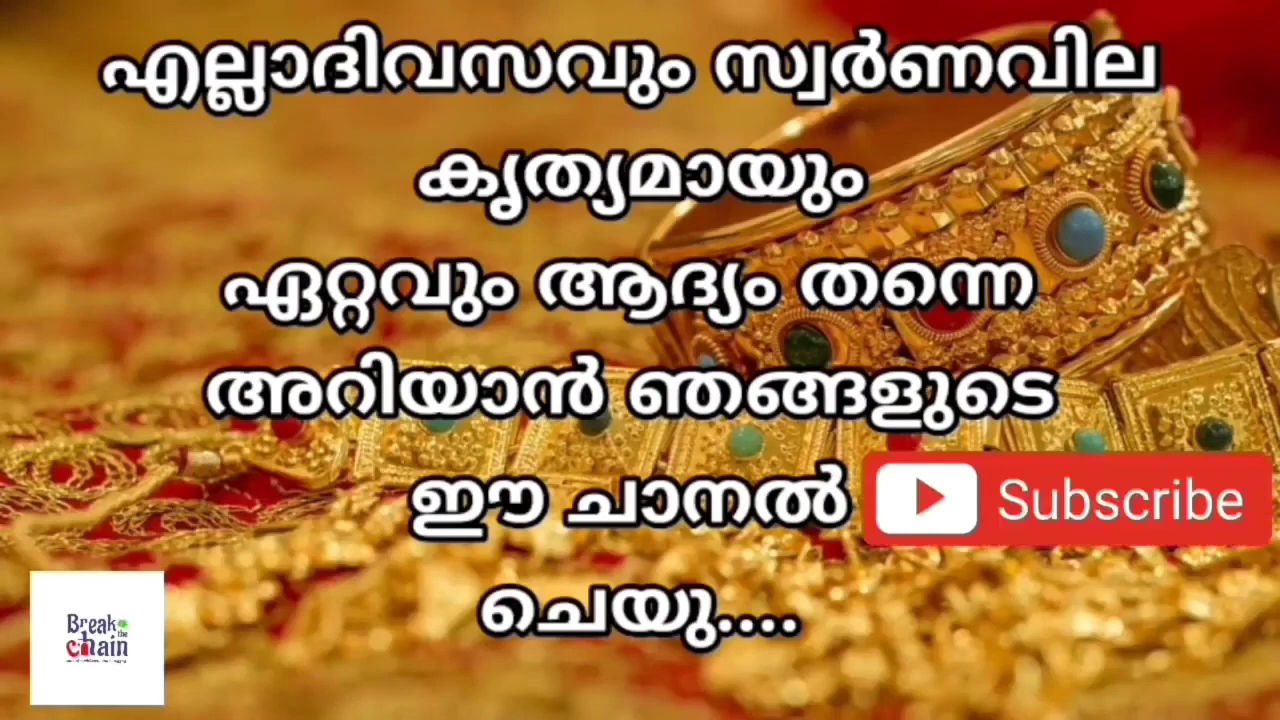 എല്ലാദിവസവും സ്വർണവില
കൃത്യമായും
ഏറ്റവും ആദ്യം തന്നെ
അറിയാൻ ഞങ്ങളുടെ
ഈ ചാനൽ Subscribe
ചെയു....
Break
the
chain